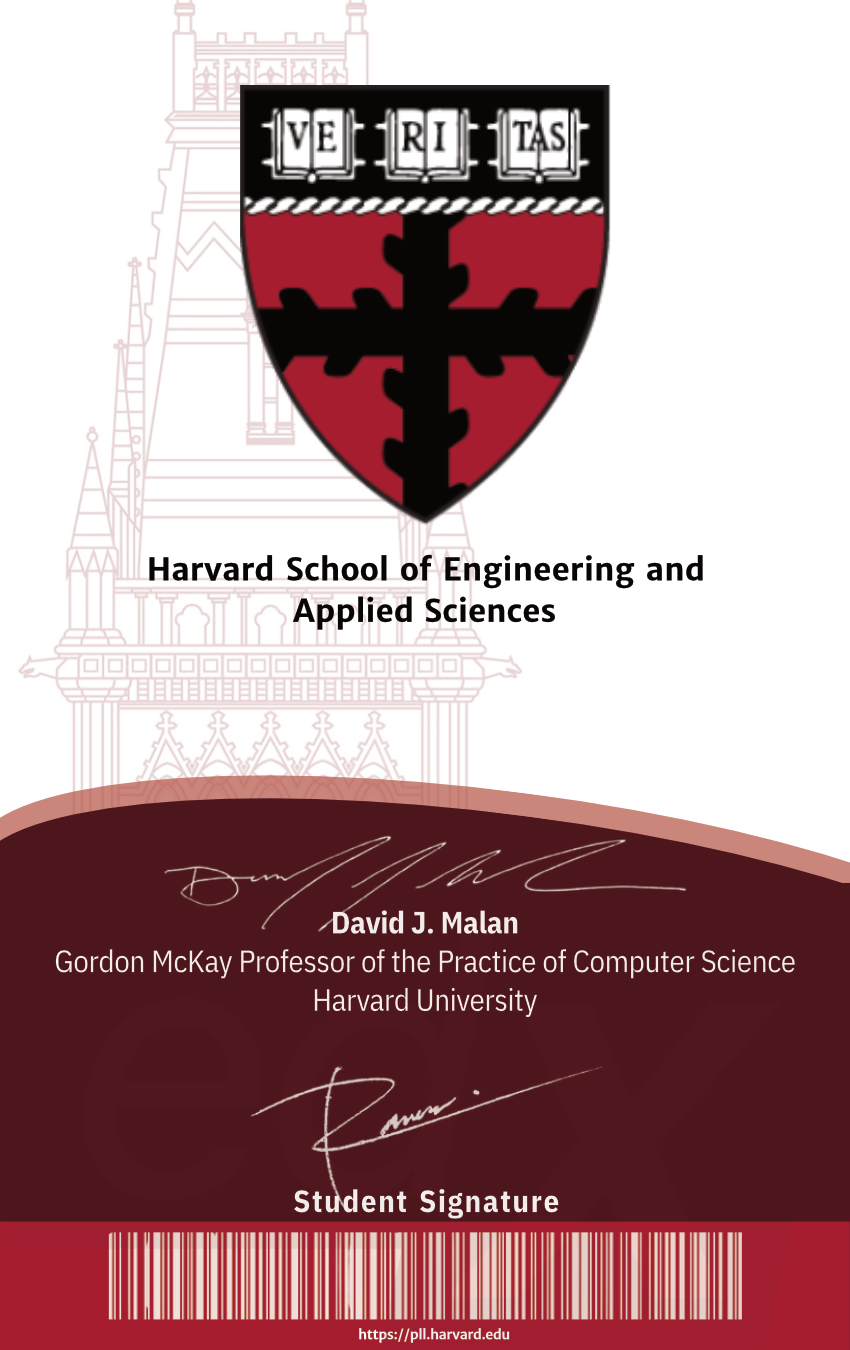 VE RI TAS
Harvard School of Engineering and
Applied Sciences
David J. Malan
Gordon McKay Professor of the Practice of Computer Science
Harvard University
edX
Student Signature
https://pll.harvard.edu